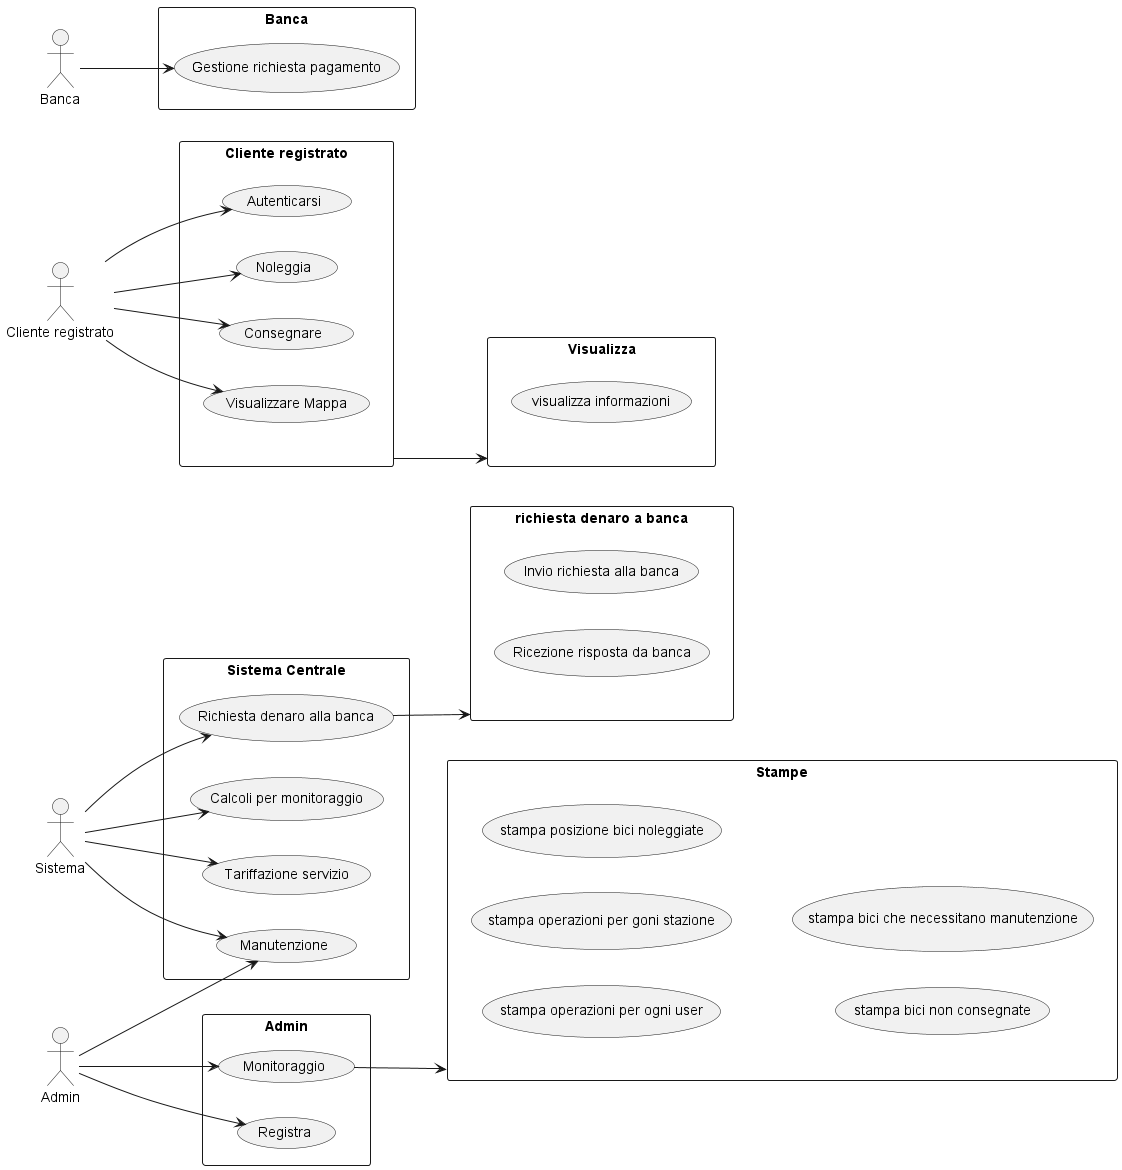 Banca
Gestione richiesta pagamento
Banca
Cliente registrato
Autenticarsi
Noleggia
Consegnare
Visualizzare Mappa
Cliente registrato
Visualizza
visualizza informazioni
richiesta denaro a banca
Invio richiesta alla banca
Ricezione risposta da banca
Sistema Centrale
Richiesta denaro alla banca
Calcoli per monitoraggio
Tariffazione servizio
Manutenzione
Sistema
Stampe
stampa posizione bici noleggiate
stampa operazioni per goni stazione
stampa bici che necessitano manutenzione
stampa operazioni per ogni user
stampa bici non consegnate
Admin
Monitoraggio
Registra
Admin